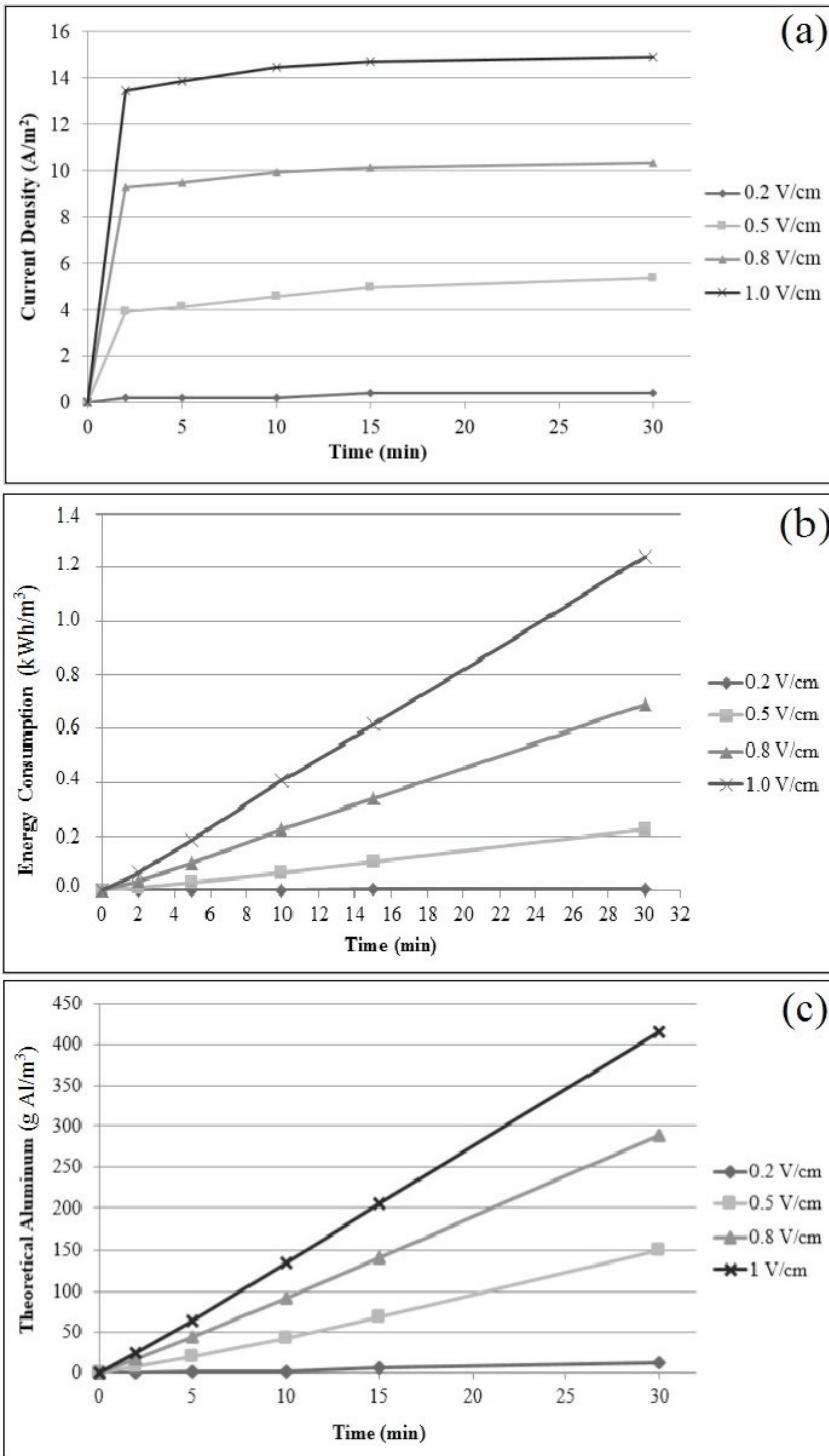 (a)
16
14
12
10
8
6
4
2
0
Current Density (A/m²)
0 5 10 15 20 25 30
Time (min)
0.2 V/cm
0.5 V/cm
0.8 V/cm
1.0 V/cm
(b)
1.4
1.2
1.0
0.8
0.6
0.4
0.2
0.0
Energy Consumption (kWh/m³)
0 2 4 6 8 10 12 14 16 18 20 22 24 26 28 30 32
Time (min)
0.2 V/cm
0.5 V/cm
0.8 V/cm
1.0 V/cm
(c)
450
400
350
300
250
200
150
100
50
0
Theoretical Aluminum (g Al/m³)
0 5 10 15 20 25 30
Time (min)
0.2 V/cm
0.5 V/cm
0.8 V/cm
1 V/cm